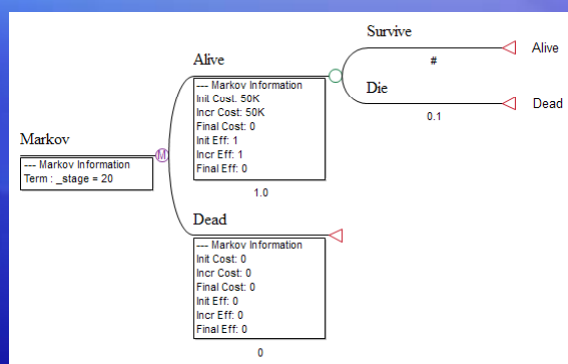 Survive
Alive
#
Die
Dead
0.1
Alive
--- Markov Information
Init Cost: 50K
Incr Cost: 50K
Final Cost: 0
Init Eff: 1
Incr Eff: 1
Final Eff: 0
1.0
Markov
M
--- Markov Information
Term : _stage = 20
Dead
--- Markov Information
Init Cost: 0
Incr Cost: 0
Final Cost: 0
Init Eff: 0
Incr Eff: 0
Final Eff: 0
0